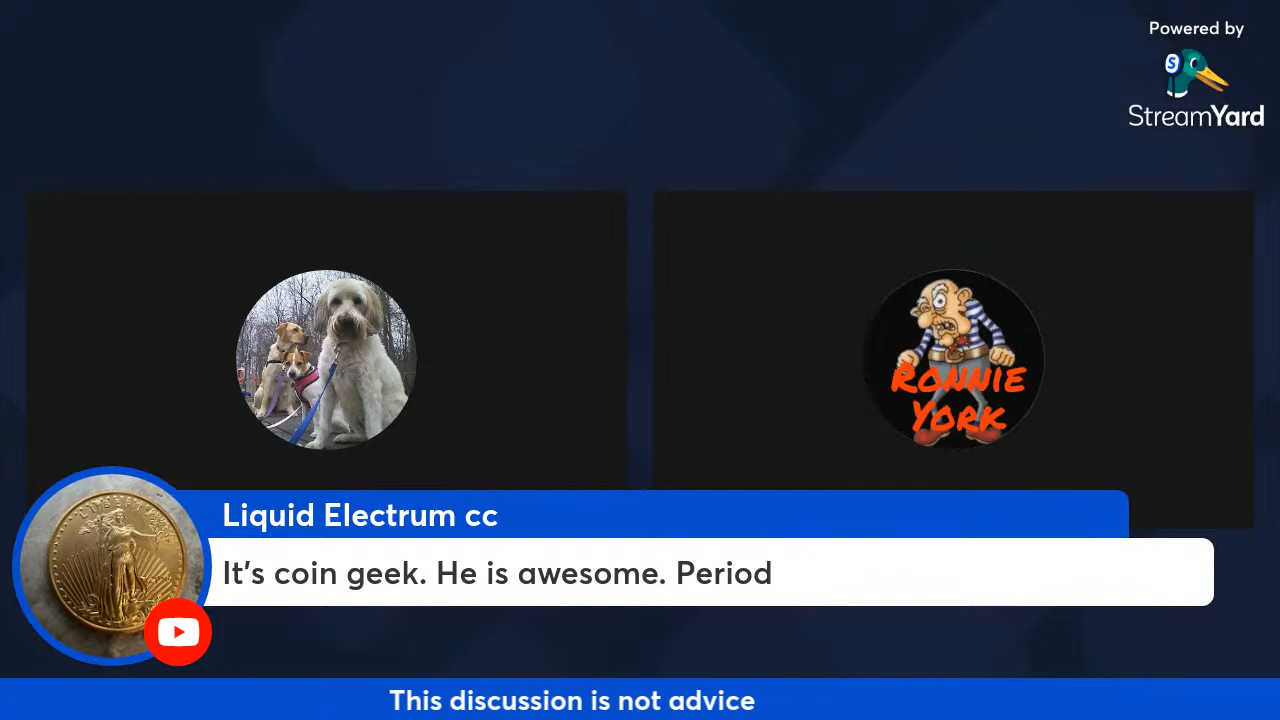 Powered by
S
StreamYard
RONNIE
YORK
LIBERTY
Liquid Electrum cc
It's coin geek. He is awesome. Period
This discussion is not advice